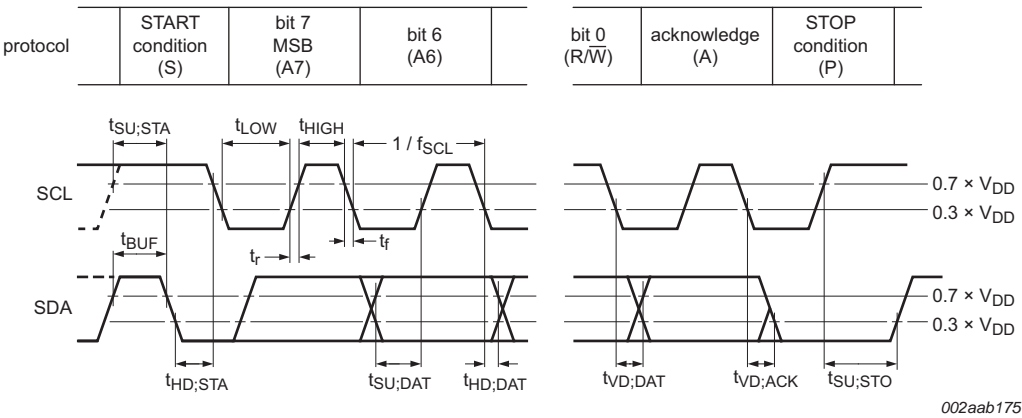 protocol
START
condition
(S)
bit 7
MSB
(A7)
bit 6
(A6)
bit 0
(R/W̅)
acknowledge
(A)
STOP
condition
(P)
tSU;STA
tLOW
tHIGH
1 / fSCL
SCL
0.7 × VDD
0.3 × VDD
tBUF
tr
tf
SDA
0.7 × VDD
0.3 × VDD
tHD;STA
tSU;DAT
tHD;DAT
tVD;DAT
tVD;ACK
tSU;STO
002aab175